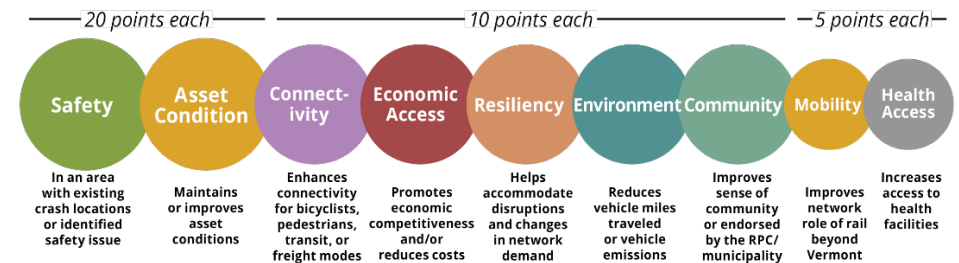 20 points each
10 points each
5 points each
Safety
Asset
Condition
Connect-
ivity
Economic
Access
Resiliency
Environment
Community
Mobility
Health
Access
In an area
with existing
crash locations
or identified
safety issue
Maintains
or improves
asset
conditions
Enhances
connectivity
for bicyclists,
pedestrians,
transit, or
freight modes
Promotes
economic
competitiveness
and/or
reduces costs
Helps
accommodate
disruptions
and changes
in network
demand
Reduces
vehicle miles
traveled
or vehicle
emissions
Improves
sense of
community
or endorsed
by the RPC/
municipality
Improves
network
role of rail
beyond
Vermont
Increases
access to
health
facilities